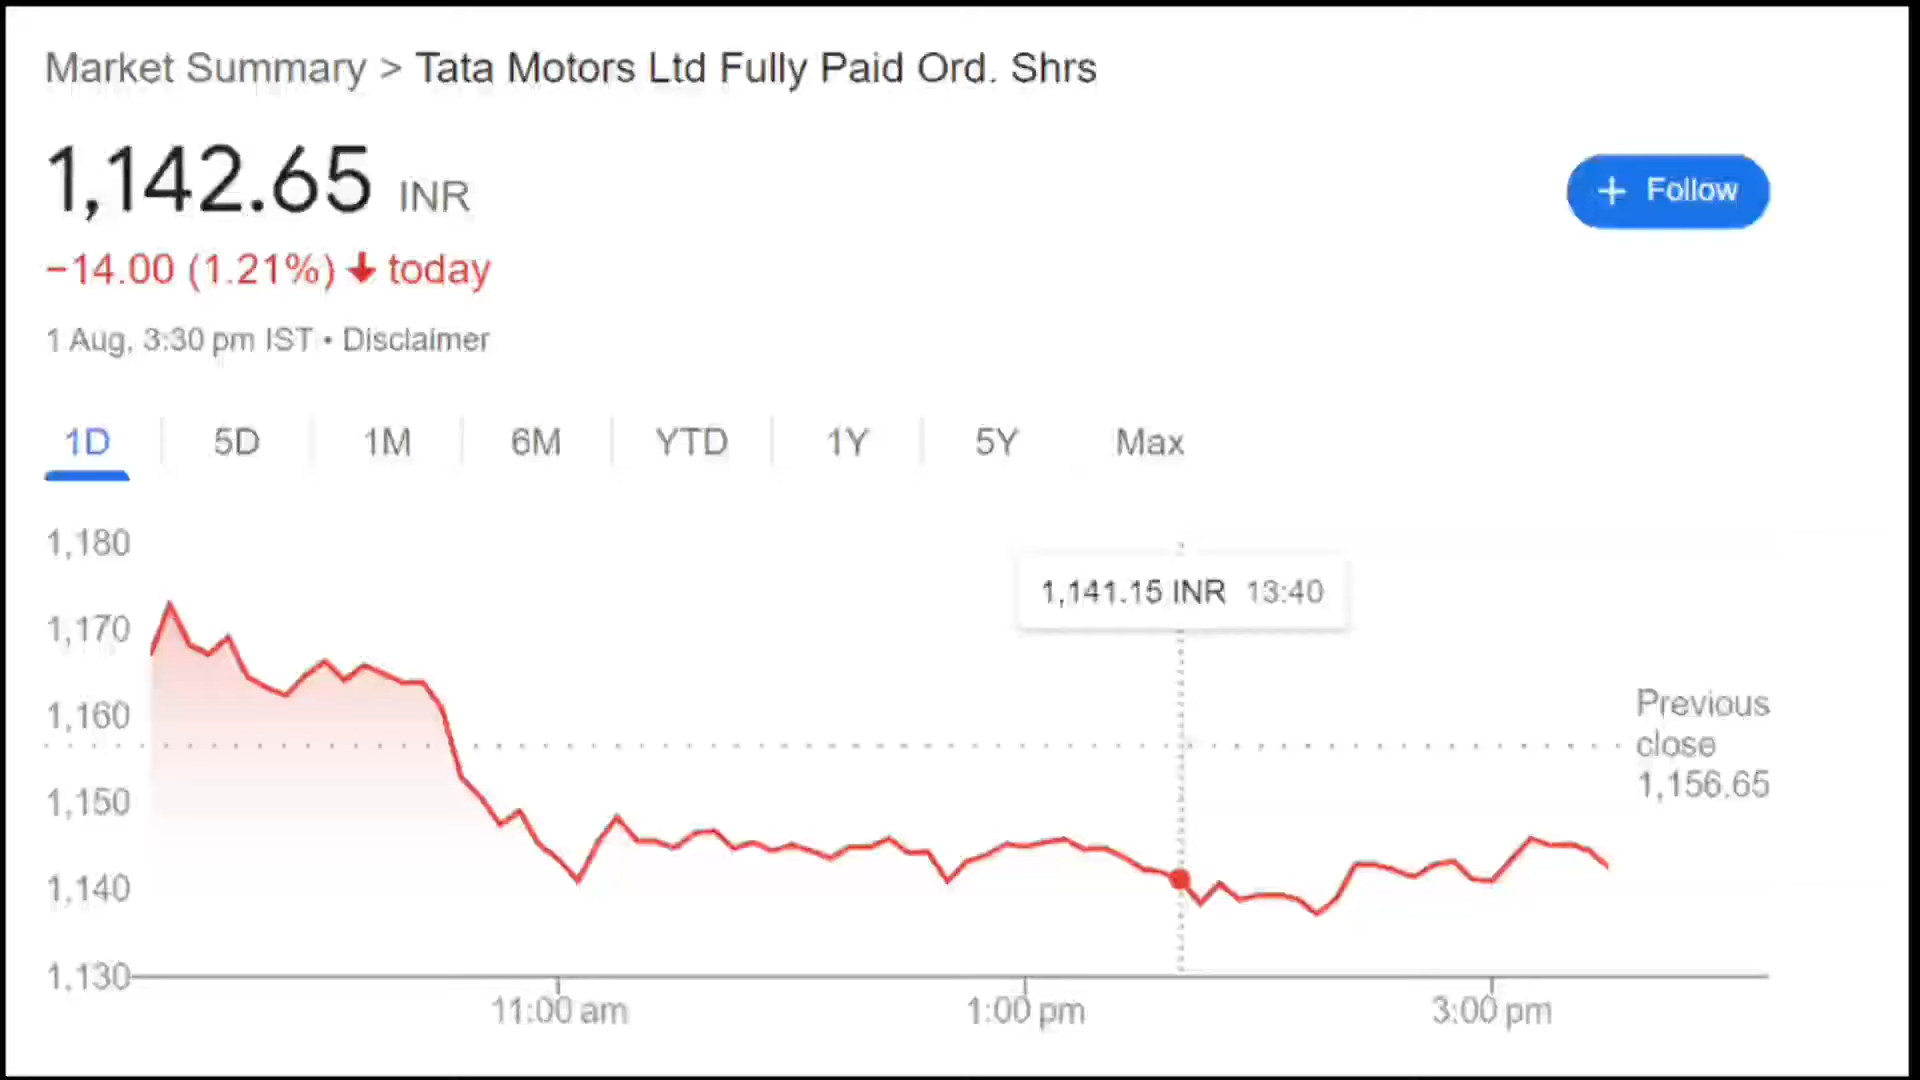 Market Summary > Tata Motors Ltd Fully Paid Ord. Shrs
1,142.65 INR
+ Follow
−14.00 (1.21%) ↓ today
1 Aug, 3:30 pm IST • Disclaimer
1D 5D 1M 6M YTD 1Y 5Y Max
1,180
1,141.15 INR 13:40
1,170
1,160
Previous
close
1,156.65
1,150
1,140
1,130
11:00 am 1:00 pm 3:00 pm